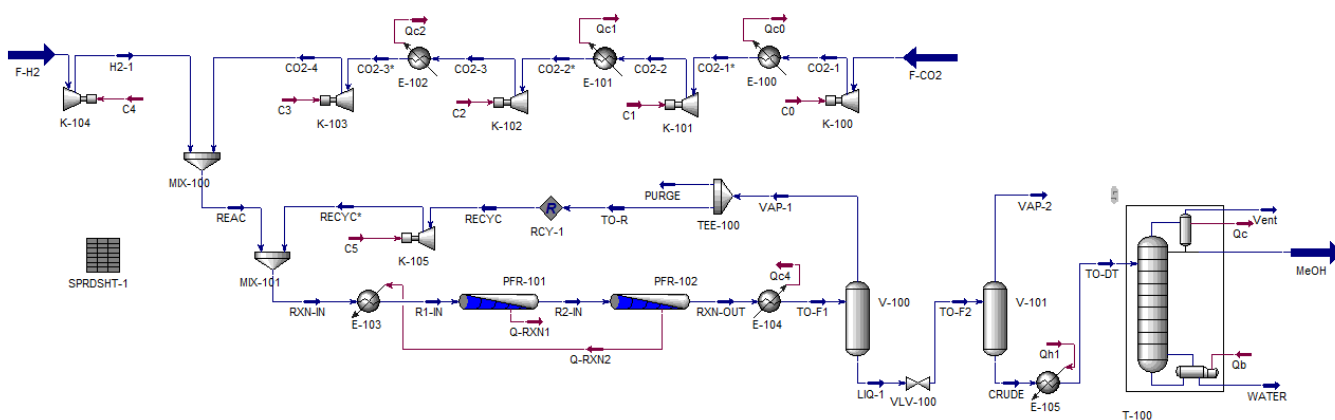 Qc2
Qc1
Qc0
F-H2
H2-1
CO2-4
CO2-3*
E-102
CO2-3
CO2-2*
E-101
CO2-2
CO2-1*
E-100
CO2-1
F-CO2
K-104
C4
C3
K-103
C2
K-102
C1
K-101
C0
K-100
MIX-100
REAC
RECYC*
RECYC
R
RCY-1
TO-R
PURGE
TEE-100
VAP-1
VAP-2
Vent
Qc
MeOH
SPRDSHT-1
MIX-101
C5
K-105
RXN-IN
E-103
R1-IN
PFR-101
R2-IN
PFR-102
RXN-OUT
Qc4
E-104
TO-F1
V-100
TO-F2
V-101
TO-DT
Q-RXN1
Q-RXN2
LIQ-1
VLV-100
CRUDE
Qh1
E-105
Qb
WATER
T-100